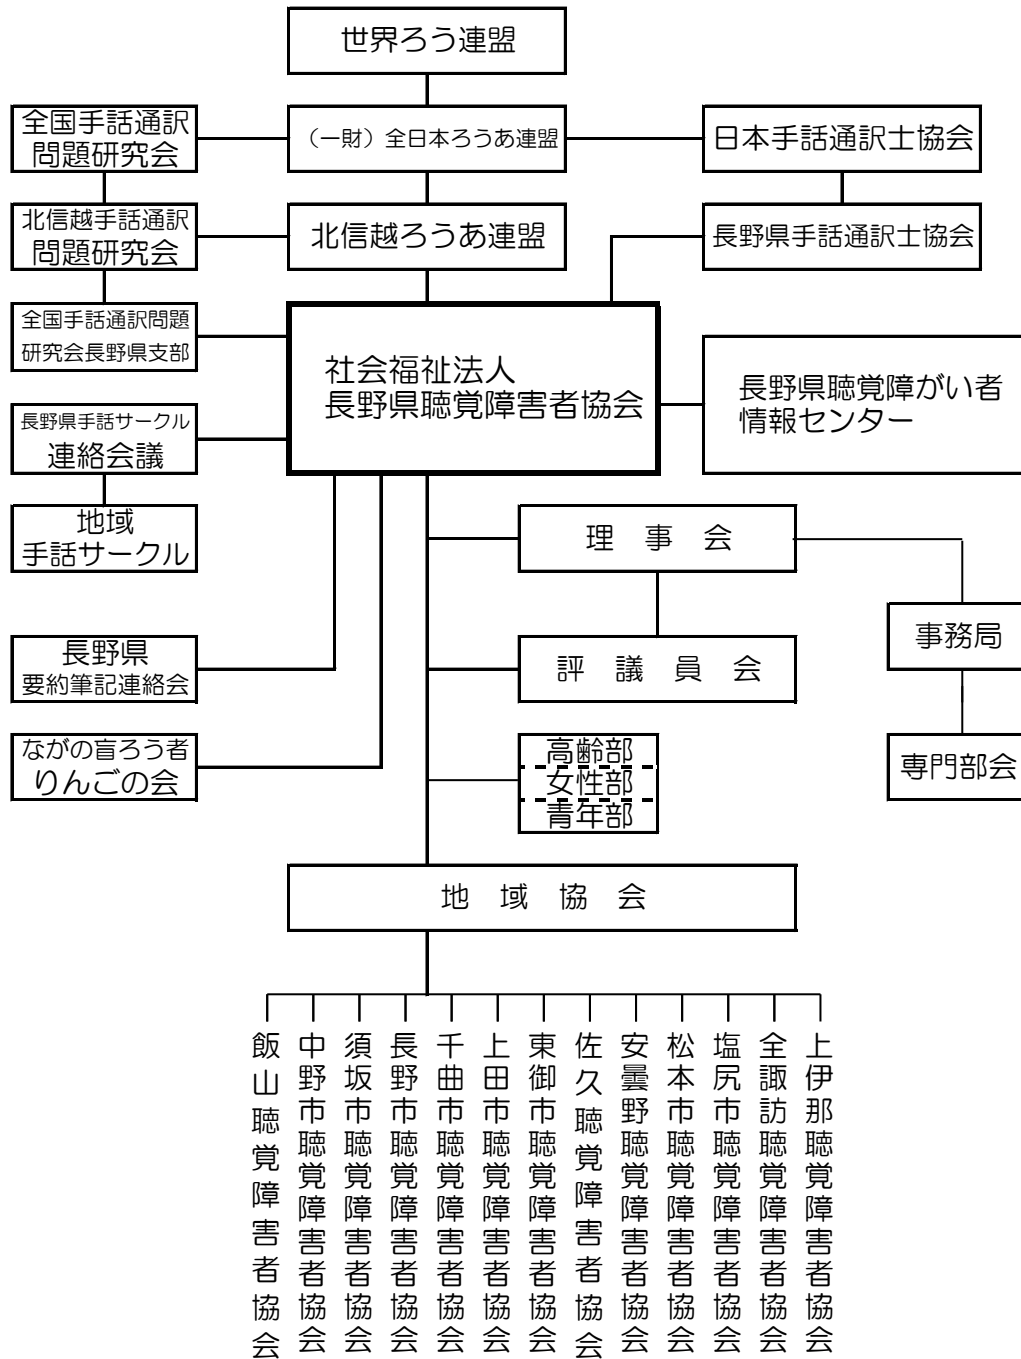 世界ろう連盟
全国手話通訳
問題研究会
（一財）全日本ろうあ連盟
日本手話通訳士協会
北信越手話通訳
問題研究会
北信越ろうあ連盟
長野県手話通訳士協会
全国手話通訳問題
研究会長野県支部
社会福祉法人
長野県聴覚障害者協会
長野県聴覚障がい者
情報センター
長野県手話サークル
連絡会議
地域
手話サークル
理事会
事務局
長野県
要約筆記連絡会
評議員会
ながの盲ろう者
りんごの会
高齢部
女性部
青年部
専門部会
地域協会
飯山聴覚障害者協会
中野市聴覚障害者協会
須坂市聴覚障害者協会
長野市聴覚障害者協会
千曲市聴覚障害者協会
上田市聴覚障害者協会
東御市聴覚障害者協会
佐久聴覚障害者協会
安曇野聴覚障害者協会
松本市聴覚障害者協会
塩尻市聴覚障害者協会
全諏訪聴覚障害者協会
上伊那聴覚障害者協会